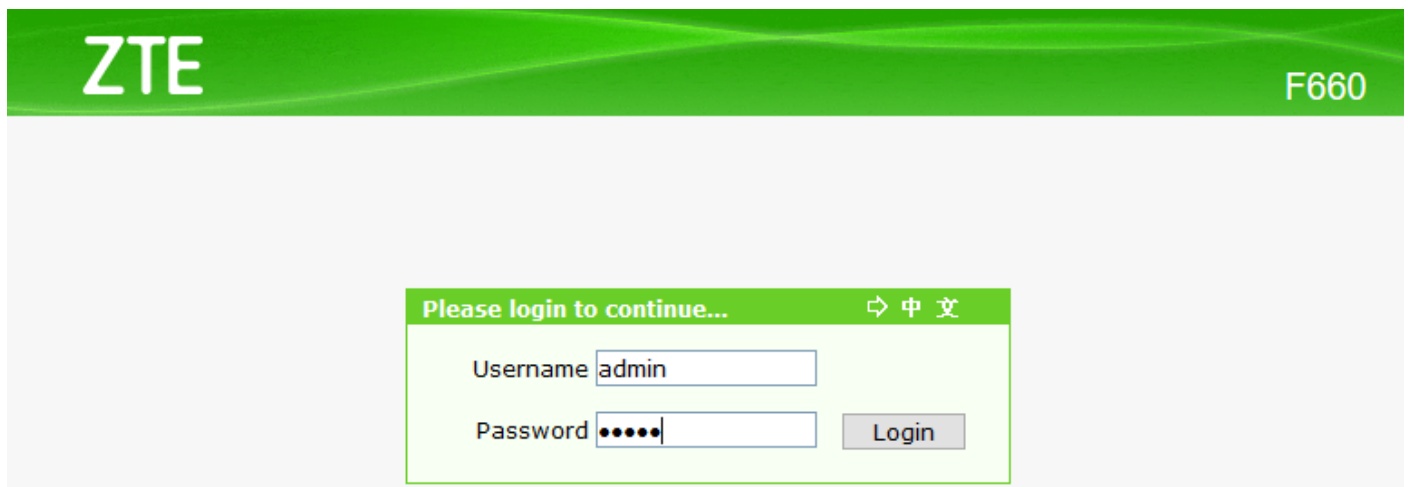 ZTE
F660
Please login to continue... ⇨ 中 文
Username admin
Password •••••
Login